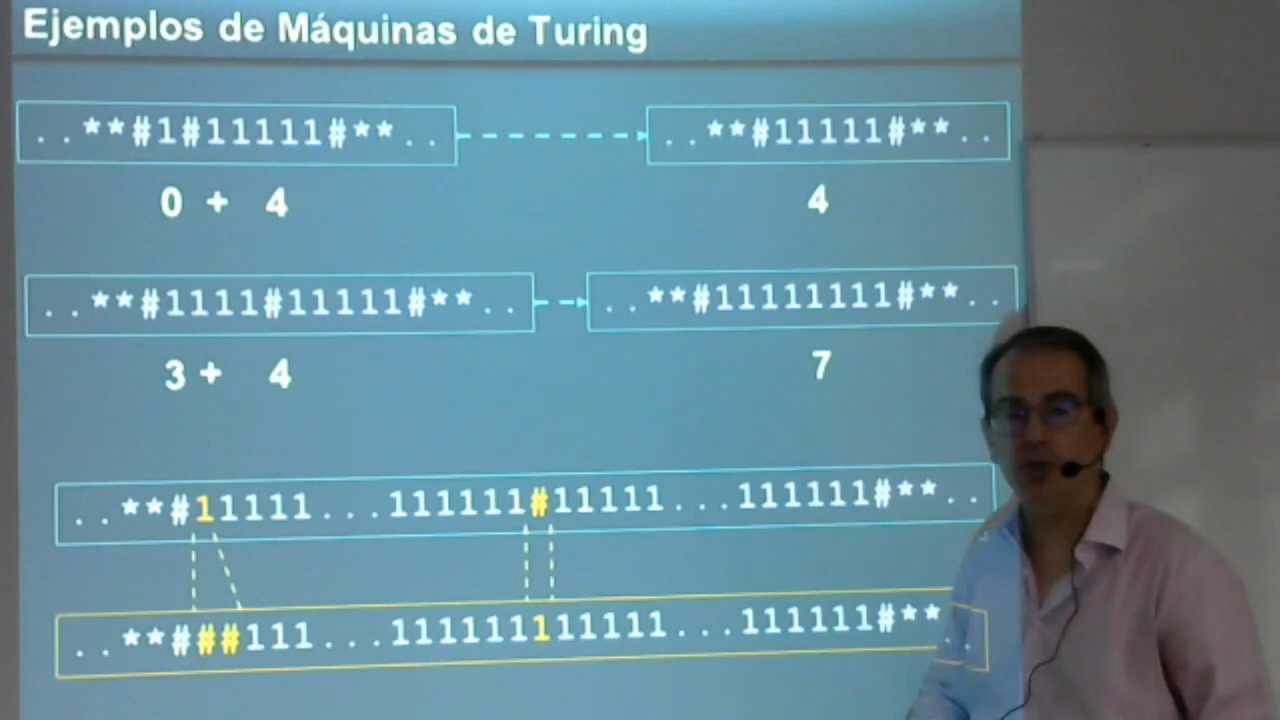 Ejemplos de Máquinas de Turing
..**#1#11111#**..
..**#11111#**..
0 + 4
4
..**#1111#11111#**..
..**#11111111#**..
3 + 4
7
..**#11111...111111#11111...111111#**..
..**###111...111111111111...111111#**.